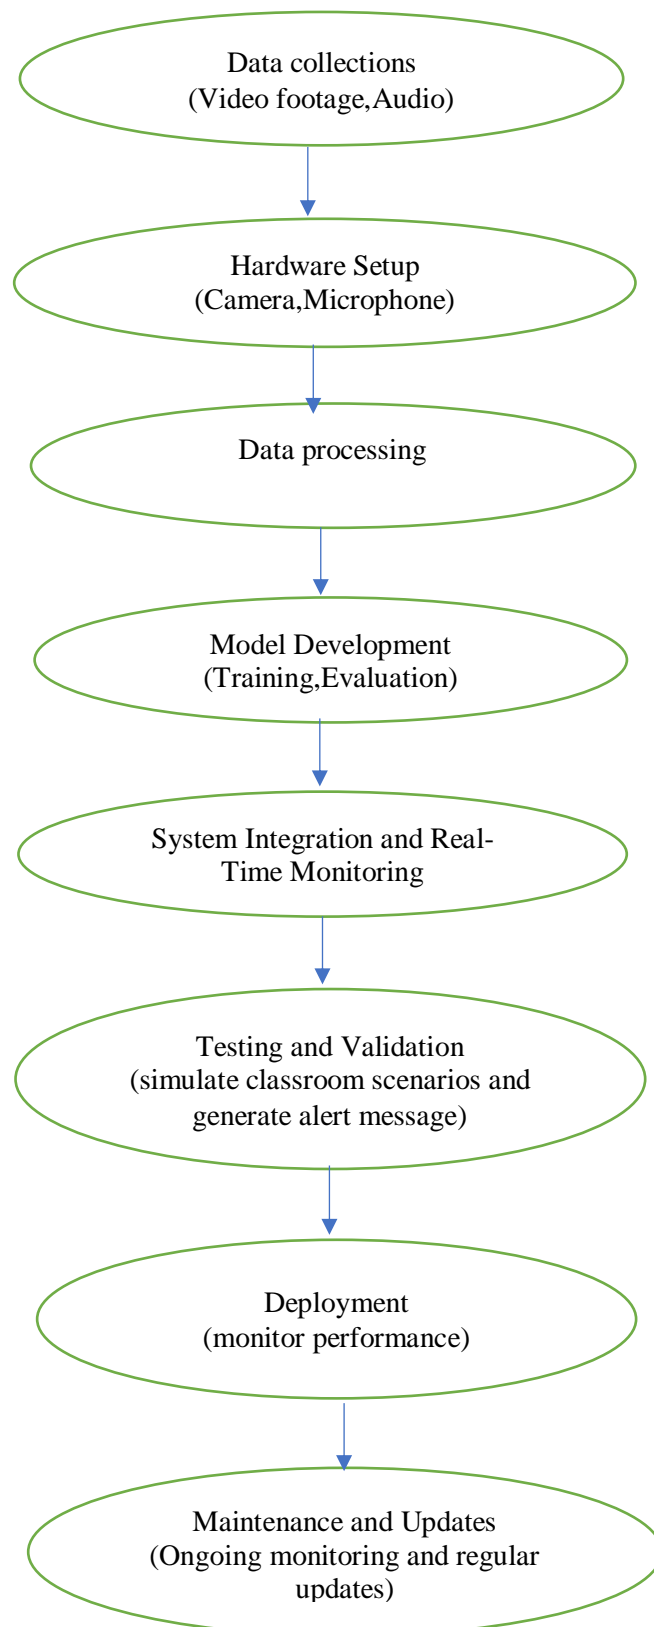 Data collections
(Video footage,Audio)
Hardware Setup
(Camera,Microphone)
Data processing
Model Development
(Training,Evaluation)
System Integration and Real-
Time Monitoring
Testing and Validation
(simulate classroom scenarios and
generate alert message)
Deployment
(monitor performance)
Maintenance and Updates
(Ongoing monitoring and regular
updates)